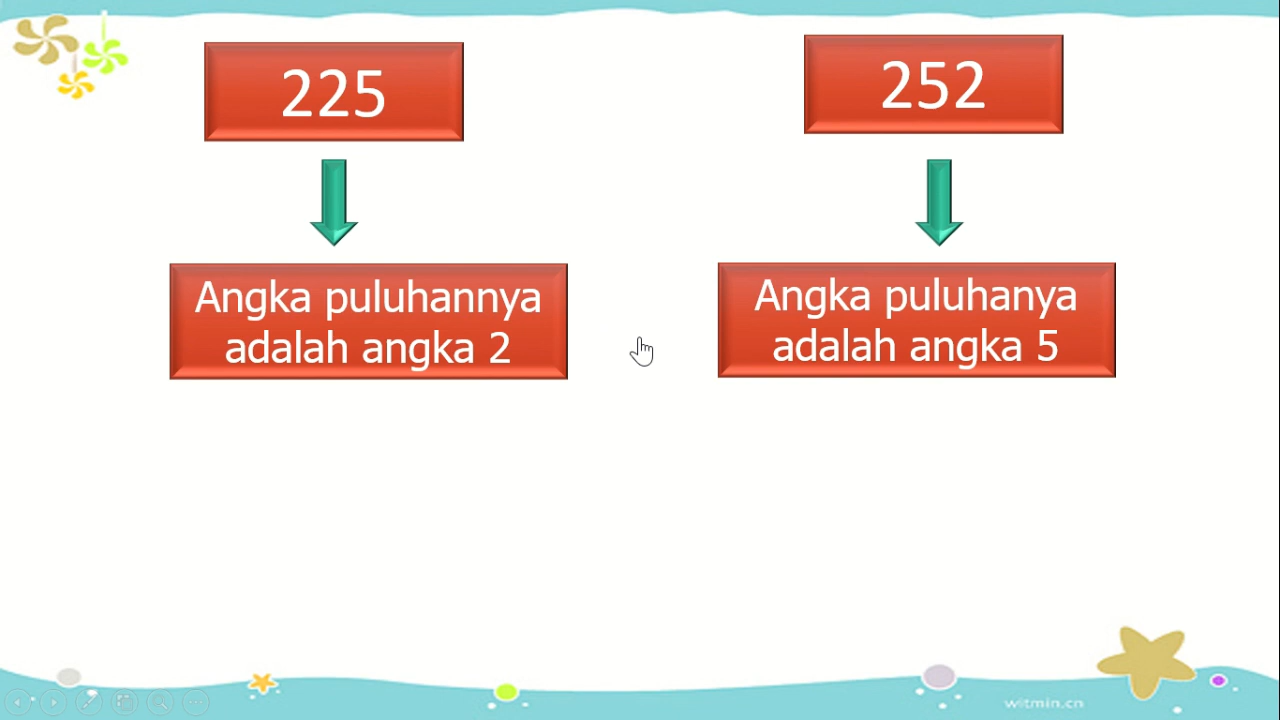 225
252
Angka puluhannya
adalah angka 2
Angka puluhanya
adalah angka 5
witmin.cn